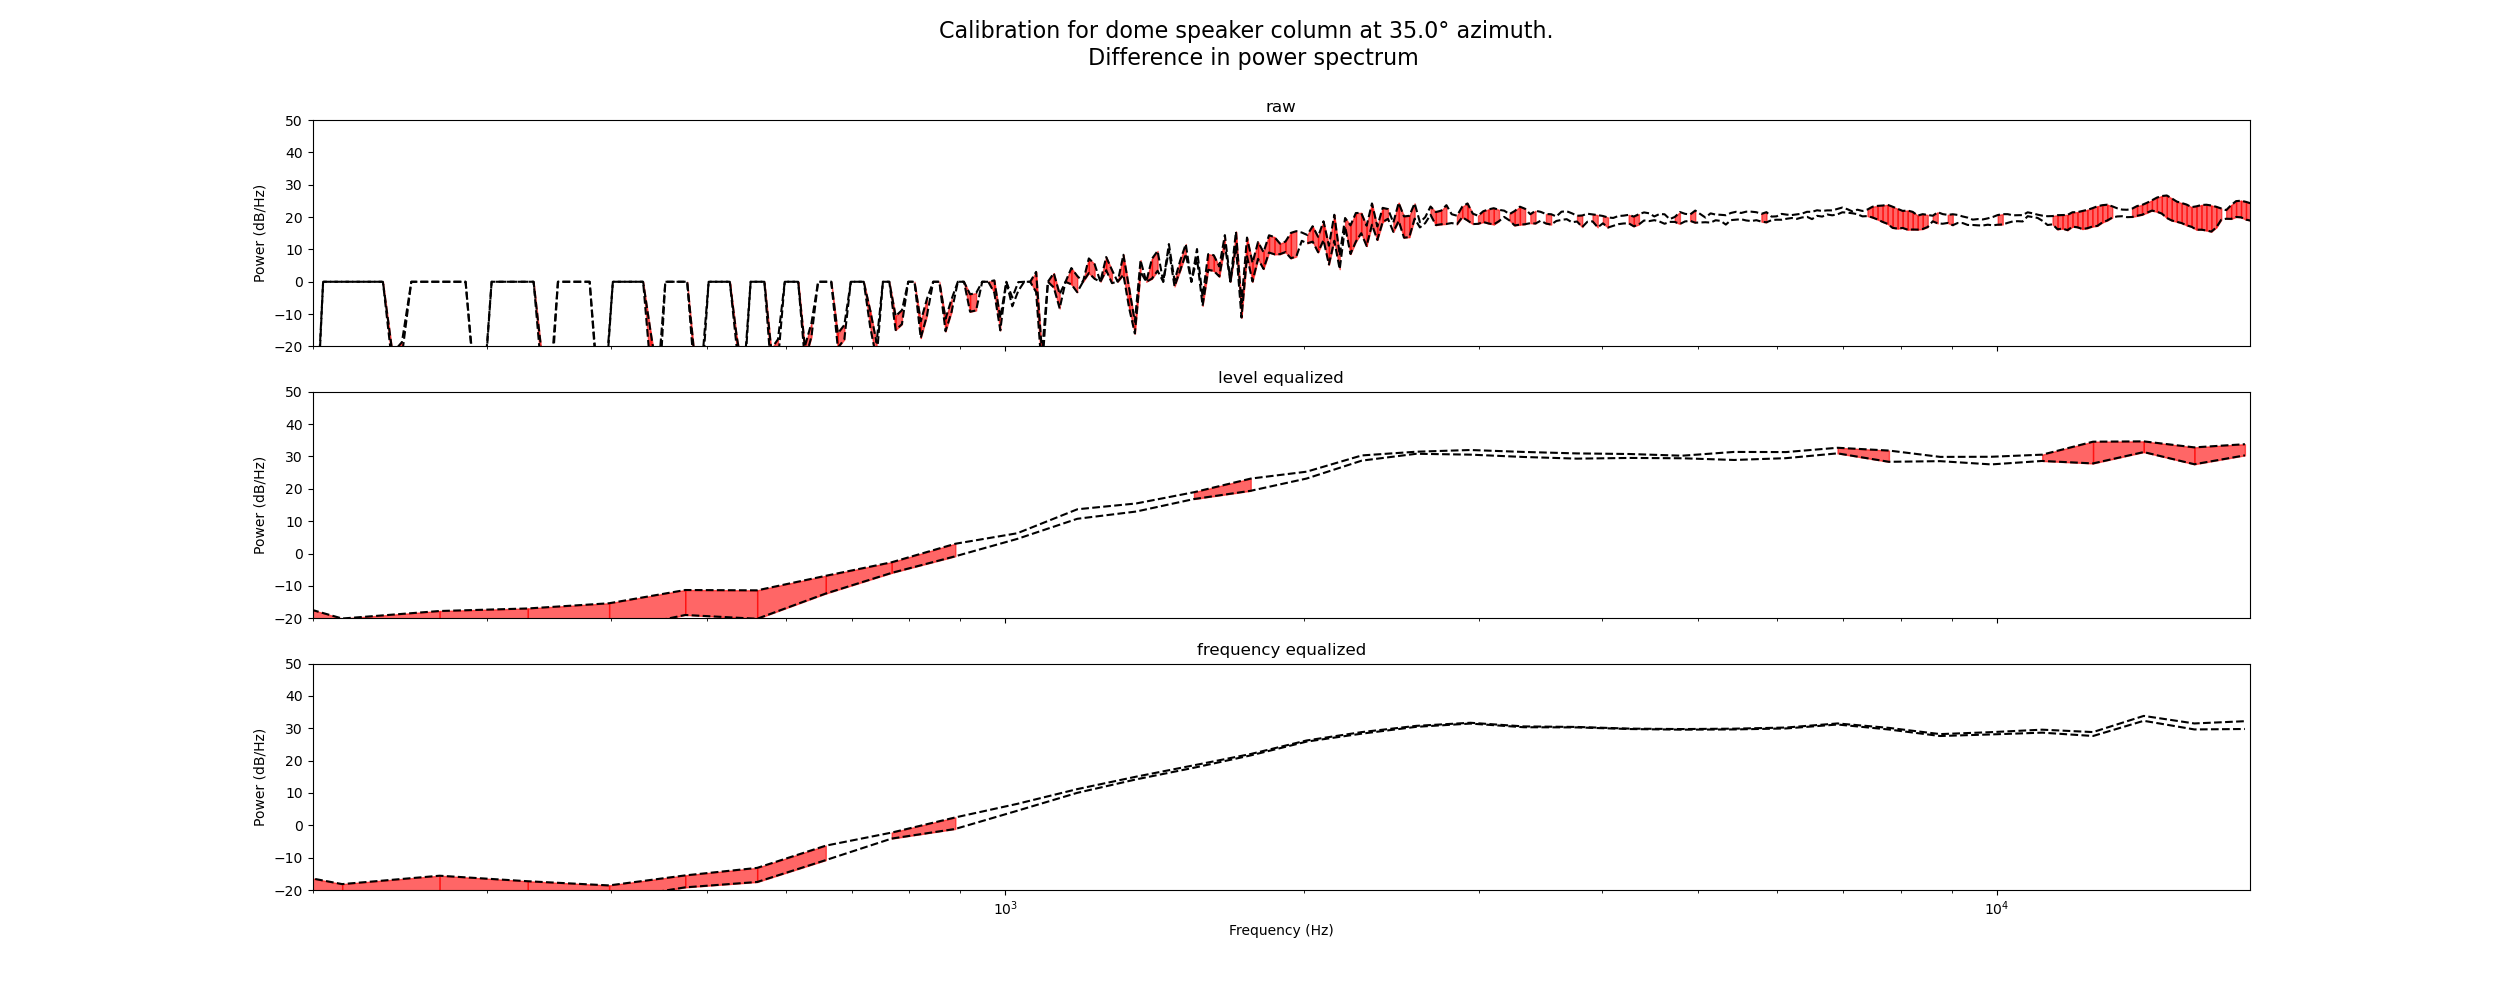 Calibration for dome speaker column at 35.0° azimuth.
Difference in power spectrum
raw
50
40
30
20
10
0
−10
−20
Power (dB/Hz)
level equalized
50
40
30
20
10
0
−10
−20
Power (dB/Hz)
frequency equalized
50
40
30
20
10
0
−10
−20
Power (dB/Hz)
10³ 10⁴
Frequency (Hz)